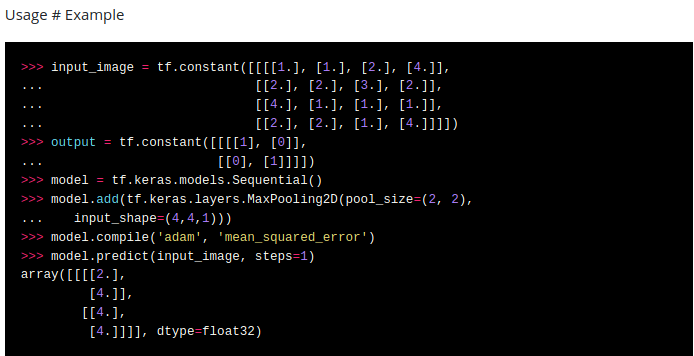 Usage # Example
>>> input_image = tf.constant([[[[1.], [1.], [2.], [4.]],
...                            [[2.], [2.], [3.], [2.]],
...                            [[4.], [1.], [1.], [1.]],
...                            [[2.], [2.], [1.], [4.]]]])
>>> output = tf.constant([[[[1], [0]],
...                       [[0], [1]]]])
>>> model = tf.keras.models.Sequential()
>>> model.add(tf.keras.layers.MaxPooling2D(pool_size=(2, 2),
...    input_shape=(4,4,1)))
>>> model.compile('adam', 'mean_squared_error')
>>> model.predict(input_image, steps=1)
array([[[[2.],
         [4.]],
        [[4.],
         [4.]]]], dtype=float32)